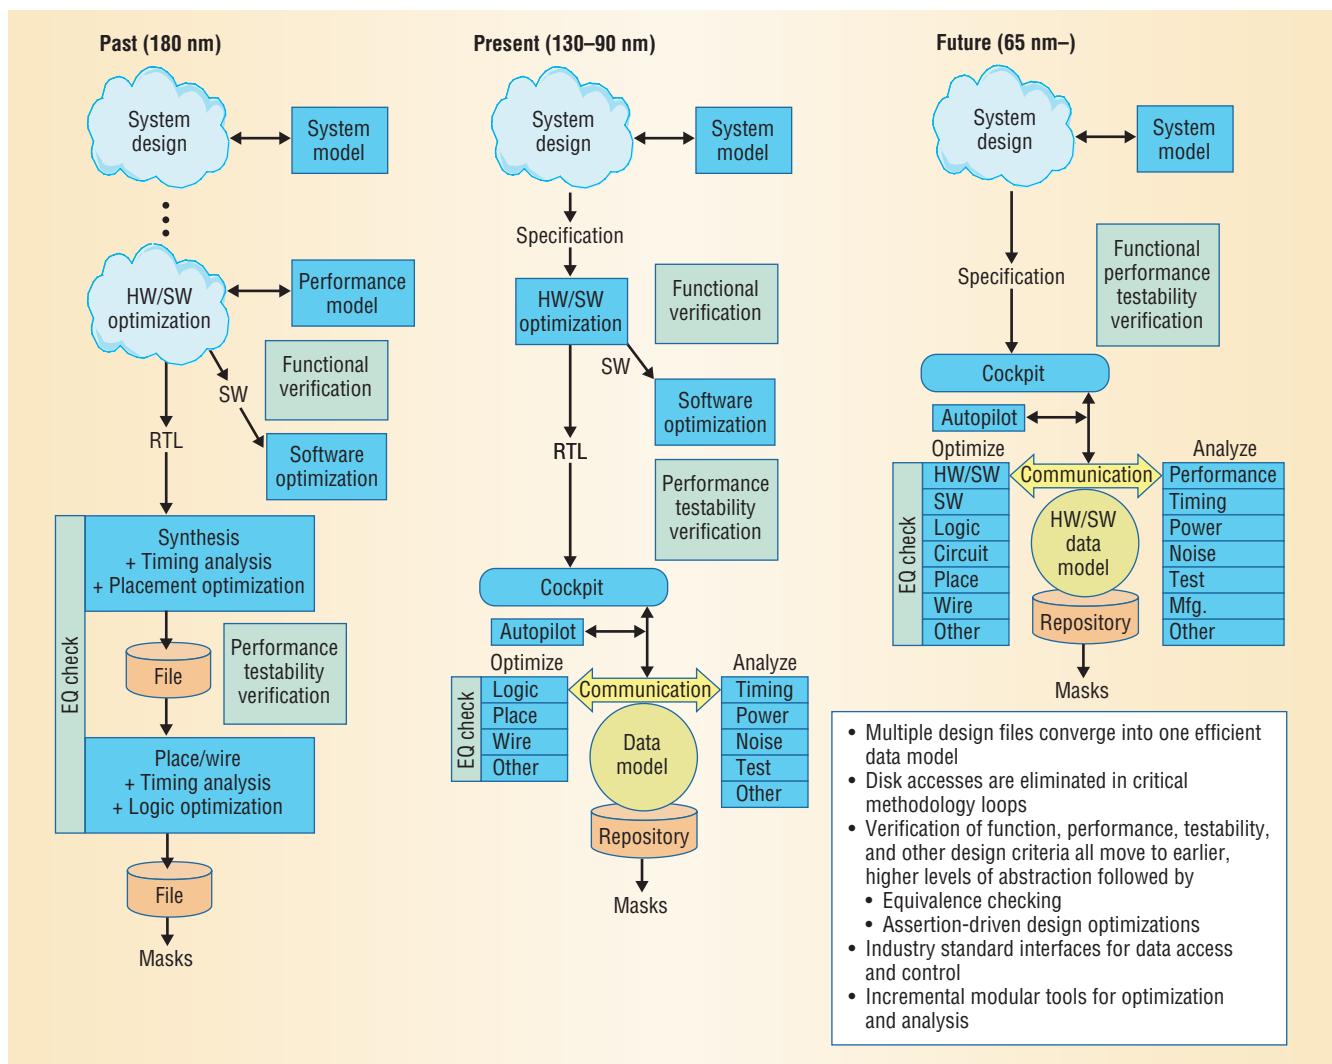 Past (180 nm)
System
design
System
model
HW/SW
optimization
Performance
model
Functional
verification
SW
RTL
Software
optimization
EQ check
Synthesis
+ Timing analysis
+ Placement optimization
File
Performance
testability
verification
Place/wire
+ Timing analysis
+ Logic optimization
File
Masks
Present (130–90 nm)
System
design
System
model
Specification
HW/SW
optimization
Functional
verification
SW
Software
optimization
RTL
Performance
testability
verification
Cockpit
Autopilot
Optimize
Analyze
EQ check
Logic
Place
Wire
Other
Communication
Data
model
Repository
Timing
Power
Noise
Test
Other
Masks
Future (65 nm–)
System
design
System
model
Specification
Functional
performance
testability
verification
Cockpit
Autopilot
Optimize
Analyze
EQ check
HW/SW
SW
Logic
Circuit
Place
Wire
Other
Communication
HW/SW
data
model
Repository
Performance
Timing
Power
Noise
Test
Mfg.
Other
Masks
• Multiple design files converge into one efficient
data model
• Disk accesses are eliminated in critical
methodology loops
• Verification of function, performance, testability,
and other design criteria all move to earlier,
higher levels of abstraction followed by
• Equivalence checking
• Assertion-driven design optimizations
• Industry standard interfaces for data access
and control
• Incremental modular tools for optimization
and analysis